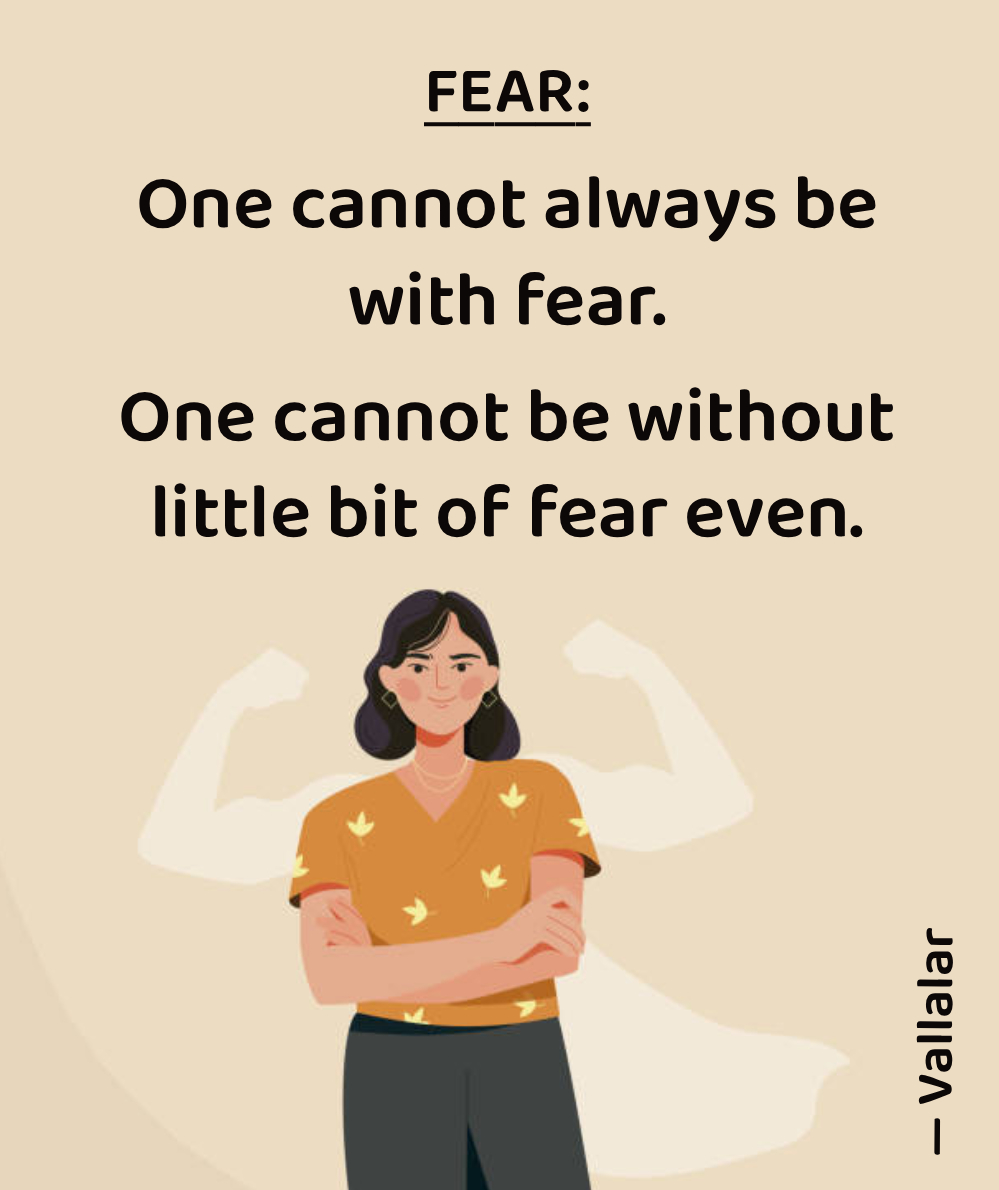 FEAR:
One cannot always be
with fear.
One cannot be without
little bit of fear even.
— Vallalar